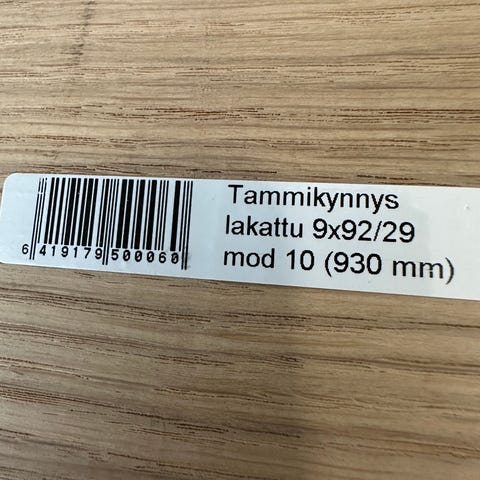 Tammikynnys
lakattu 9x92/29
mod 10 (930 mm)
6 419179 500060